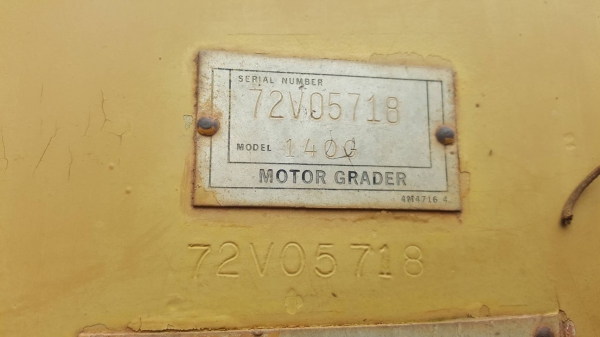 SERIAL NUMBER
72V05718
MODEL 140G
MOTOR GRADER
4M4716 4
72V05718